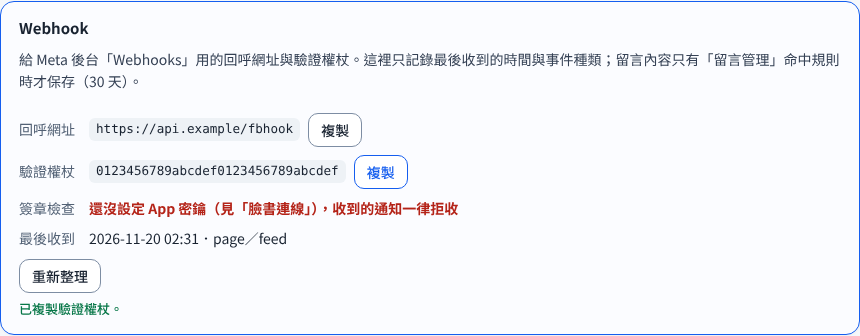 Webhook
給 Meta 後台「Webhooks」用的回呼網址與驗證權杖。這裡只記錄最後收到的時間與事件種類；留言內容只有「留言管理」命中規則
時才保存（30 天）。
回呼網址 https://api.example/fbhook 複製
驗證權杖 0123456789abcdef0123456789abcdef 複製
簽章檢查 還沒設定 App 密鑰（見「臉書連線」），收到的通知一律拒收
最後收到 2026-11-20 02:31・page／feed
重新整理
已複製驗證權杖。